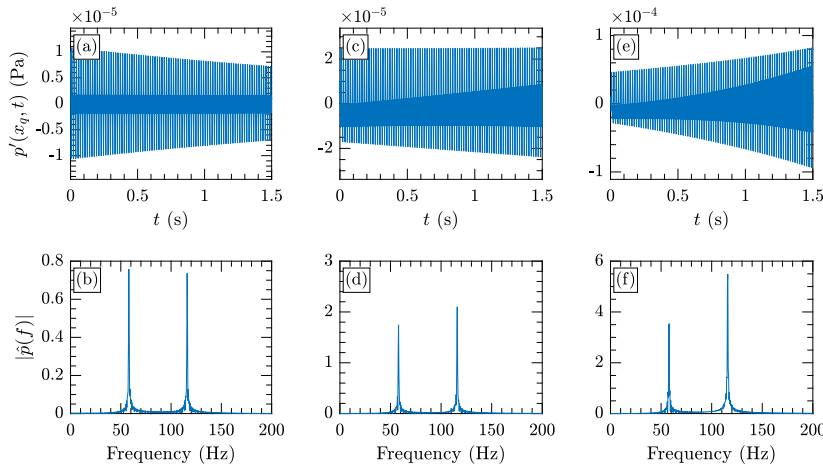 ×10⁻⁵ ×10⁻⁵ ×10⁻⁴
(a) (c) (e)
p′(x_q, t) (Pa)
1 0.5 0 -0.5 -1
2 0 -2
1 0 -1
0 0.5 1 1.5 0 0.5 1 1.5 0 0.5 1 1.5
t (s) t (s) t (s)
(b) (d) (f)
|p̂(f)|
0.8 0.6 0.4 0.2 0
3 2 1 0
6 4 2 0
0 50 100 150 200 0 50 100 150 200 0 50 100 150 200
Frequency (Hz) Frequency (Hz) Frequency (Hz)